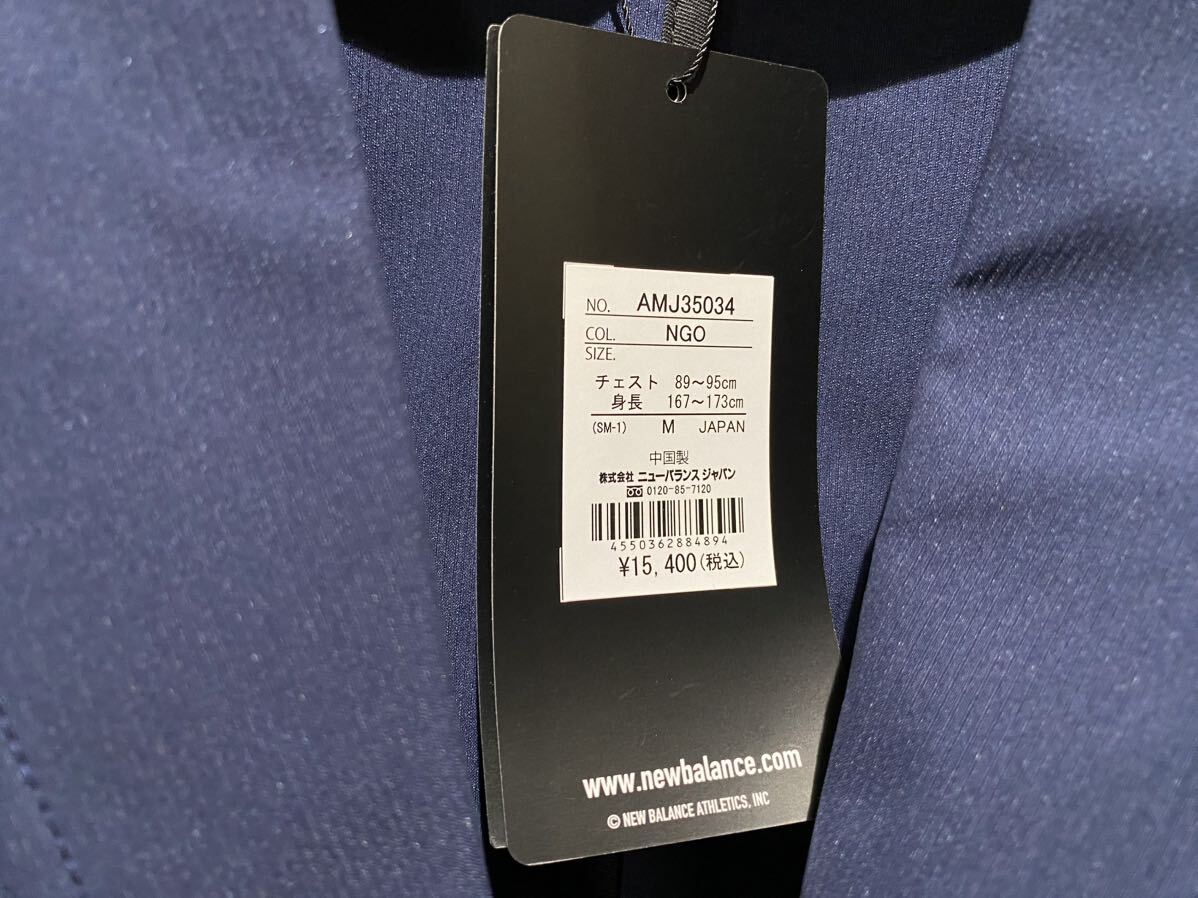 NO. AMJ35034
COL. NGO
SIZE.
チェスト 89～95cm
身長 167～173cm
(SM-1) M JAPAN
中国製
株式会社 ニューバランス ジャパン
0120-85-7120
4550362884894
¥15,400(税込)
www.newbalance.com
© NEW BALANCE ATHLETICS, INC